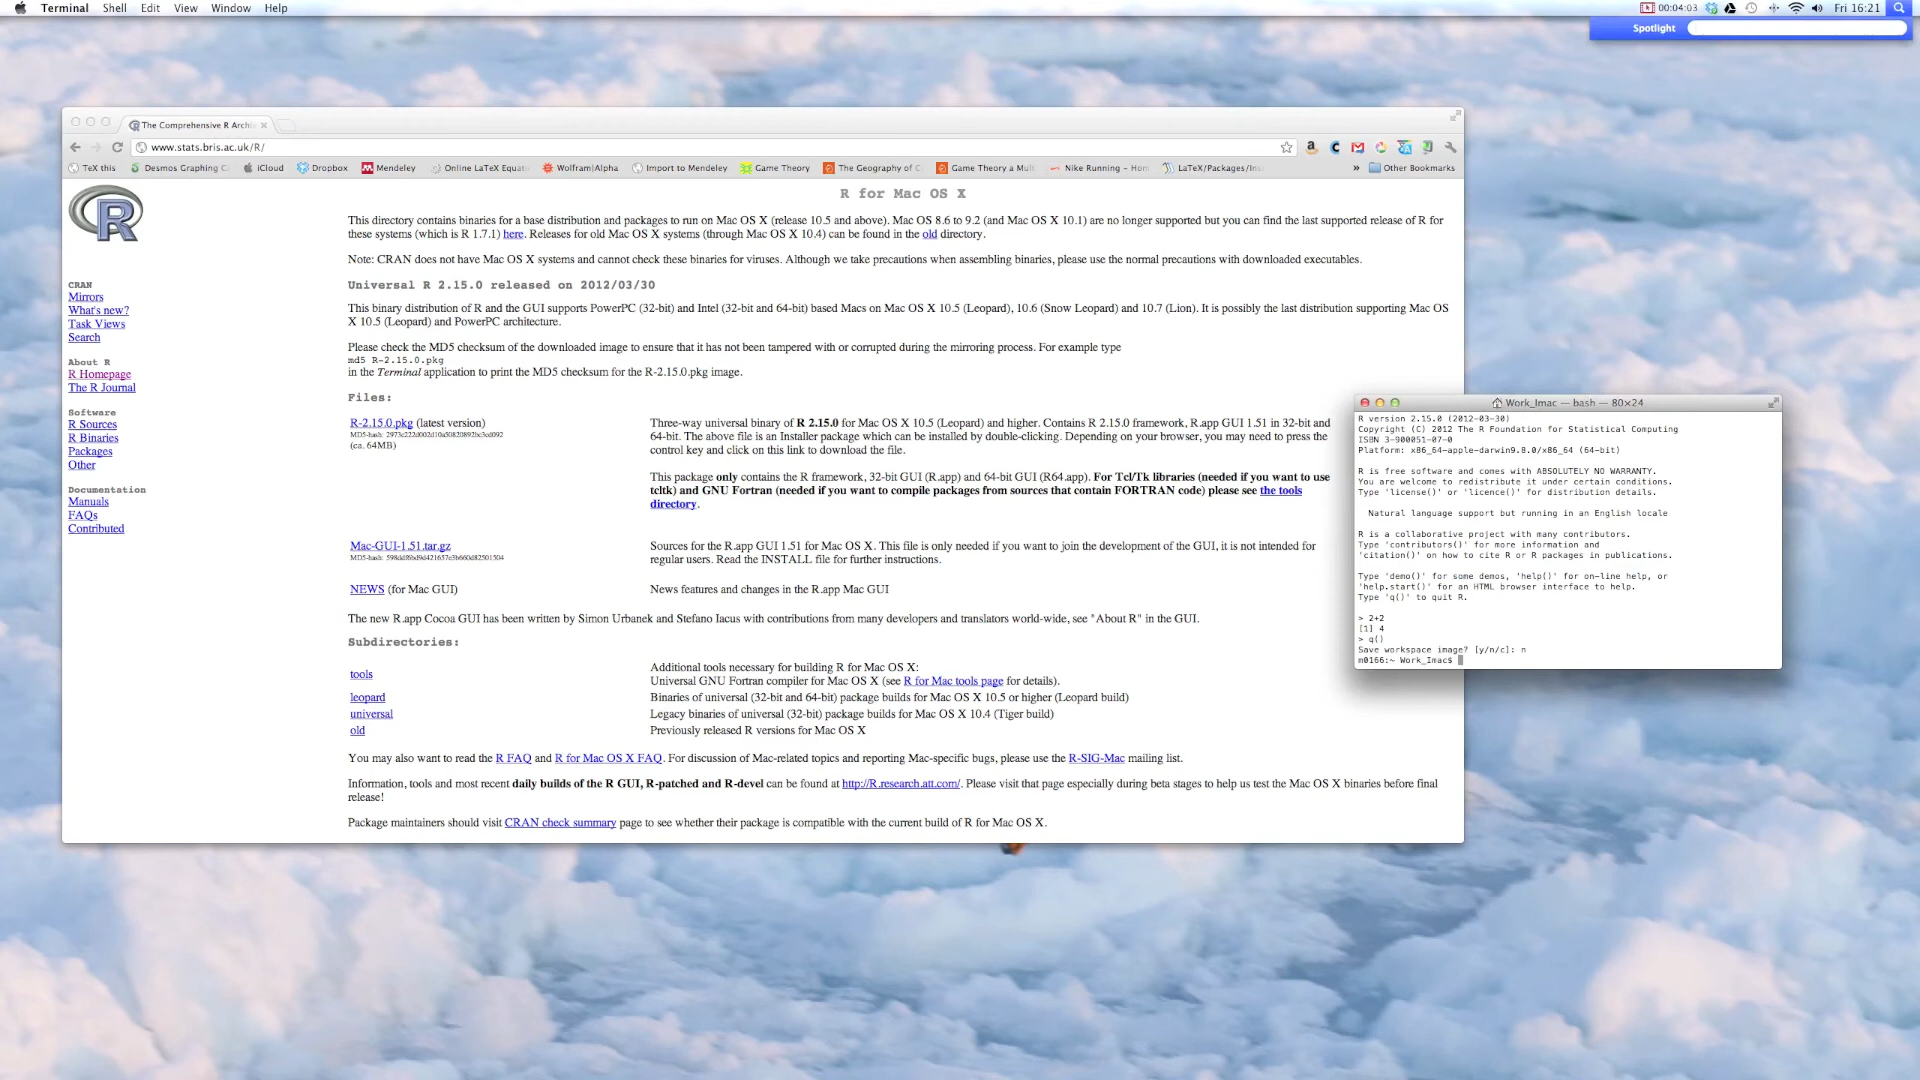 Terminal Shell Edit View Window Help
00:04:03 Fri 16:21
Spotlight
The Comprehensive R Archi
www.stats.bris.ac.uk/R/
TeX this Desmos Graphing C iCloud Dropbox Mendeley Online LaTeX Equat Wolfram|Alpha Import to Mendeley Game Theory The Geography of C Game Theory a Mult Nike Running - Hom LaTeX/Packages/Ins » Other Bookmarks
R for Mac OS X
This directory contains binaries for a base distribution and packages to run on Mac OS X (release 10.5 and above). Mac OS 8.6 to 9.2 (and Mac OS X 10.1) are no longer supported but you can find the last supported release of R for
these systems (which is R 1.7.1) here. Releases for old Mac OS X systems (through Mac OS X 10.4) can be found in the old directory.
Note: CRAN does not have Mac OS X systems and cannot check these binaries for viruses. Although we take precautions when assembling binaries, please use the normal precautions with downloaded executables.
Universal R 2.15.0 released on 2012/03/30
This binary distribution of R and the GUI supports PowerPC (32-bit) and Intel (32-bit and 64-bit) based Macs on Mac OS X 10.5 (Leopard), 10.6 (Snow Leopard) and 10.7 (Lion). It is possibly the last distribution supporting Mac OS
X 10.5 (Leopard) and PowerPC architecture.
Please check the MD5 checksum of the downloaded image to ensure that it has not been tampered with or corrupted during the mirroring process. For example type
md5 R-2.15.0.pkg
in the Terminal application to print the MD5 checksum for the R-2.15.0.pkg image.
Files:
R-2.15.0.pkg (latest version)
(ca. 64MB)
Three-way universal binary of R 2.15.0 for Mac OS X 10.5 (Leopard) and higher. Contains R 2.15.0 framework, R.app GUI 1.51 in 32-bit and
64-bit. The above file is an Installer package which can be installed by double-clicking. Depending on your browser, you may need to press the
control key and click on this link to download the file.
This package only contains the R framework, 32-bit GUI (R.app) and 64-bit GUI (R64.app). For Tcl/Tk libraries (needed if you want to use
tcltk) and GNU Fortran (needed if you want to compile packages from sources that contain FORTRAN code) please see the tools
directory.
Mac-GUI-1.51.tar.gz
Sources for the R.app GUI 1.51 for Mac OS X. This file is only needed if you want to join the development of the GUI, it is not intended for
regular users. Read the INSTALL file for further instructions.
NEWS (for Mac GUI)
News features and changes in the R.app Mac GUI
The new R.app Cocoa GUI has been written by Simon Urbanek and Stefano Iacus with contributions from many developers and translators world-wide, see "About R" in the GUI.
Subdirectories:
tools
Additional tools necessary for building R for Mac OS X:
Universal GNU Fortran compiler for Mac OS X (see R for Mac tools page for details).
leopard Binaries of universal (32-bit and 64-bit) package builds for Mac OS X 10.5 or higher (Leopard build)
universal Legacy binaries of universal (32-bit) package builds for Mac OS X 10.4 (Tiger build)
old Previously released R versions for Mac OS X
You may also want to read the R FAQ and R for Mac OS X FAQ. For discussion of Mac-related topics and reporting Mac-specific bugs, please use the R-SIG-Mac mailing list.
Information, tools and most recent daily builds of the R GUI, R-patched and R-devel can be found at http://R.research.att.com/. Please visit that page especially during beta stages to help us test the Mac OS X binaries before final
release!
Package maintainers should visit CRAN check summary page to see whether their package is compatible with the current build of R for Mac OS X.
R
CRAN
Mirrors
What's new?
Task Views
Search
About R
R Homepage
The R Journal
Software
R Sources
R Binaries
Packages
Other
Documentation
Manuals
FAQs
Contributed
Work_Imac — bash — 80×24
R version 2.15.0 (2012-03-30)
Copyright (C) 2012 The R Foundation for Statistical Computing
ISBN 3-900051-07-0
Platform: x86_64-apple-darwin9.8.0/x86_64 (64-bit)
R is free software and comes with ABSOLUTELY NO WARRANTY.
You are welcome to redistribute it under certain conditions.
Type 'license()' or 'licence()' for distribution details.
Natural language support but running in an English locale
R is a collaborative project with many contributors.
Type 'contributors()' for more information and
'citation()' on how to cite R or R packages in publications.
Type 'demo()' for some demos, 'help()' for on-line help, or
'help.start()' for an HTML browser interface to help.
Type 'q()' to quit R.
> 2+2
[1] 4
> q()
Save workspace image? [y/n/c]: n
m0166:~ Work_Imac$